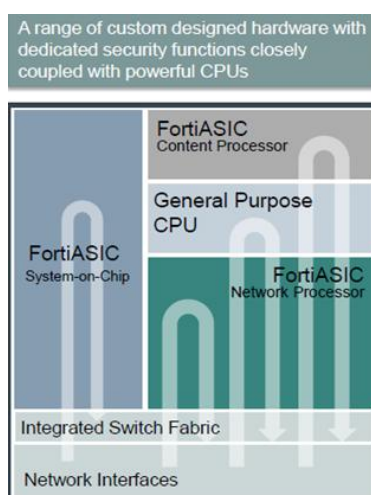 A range of custom designed hardware with
dedicated security functions closely
coupled with powerful CPUs
FortiASIC
Content Processor
General Purpose
CPU
FortiASIC
System-on-Chip
FortiASIC
Network Processor
Integrated Switch Fabric
Network Interfaces